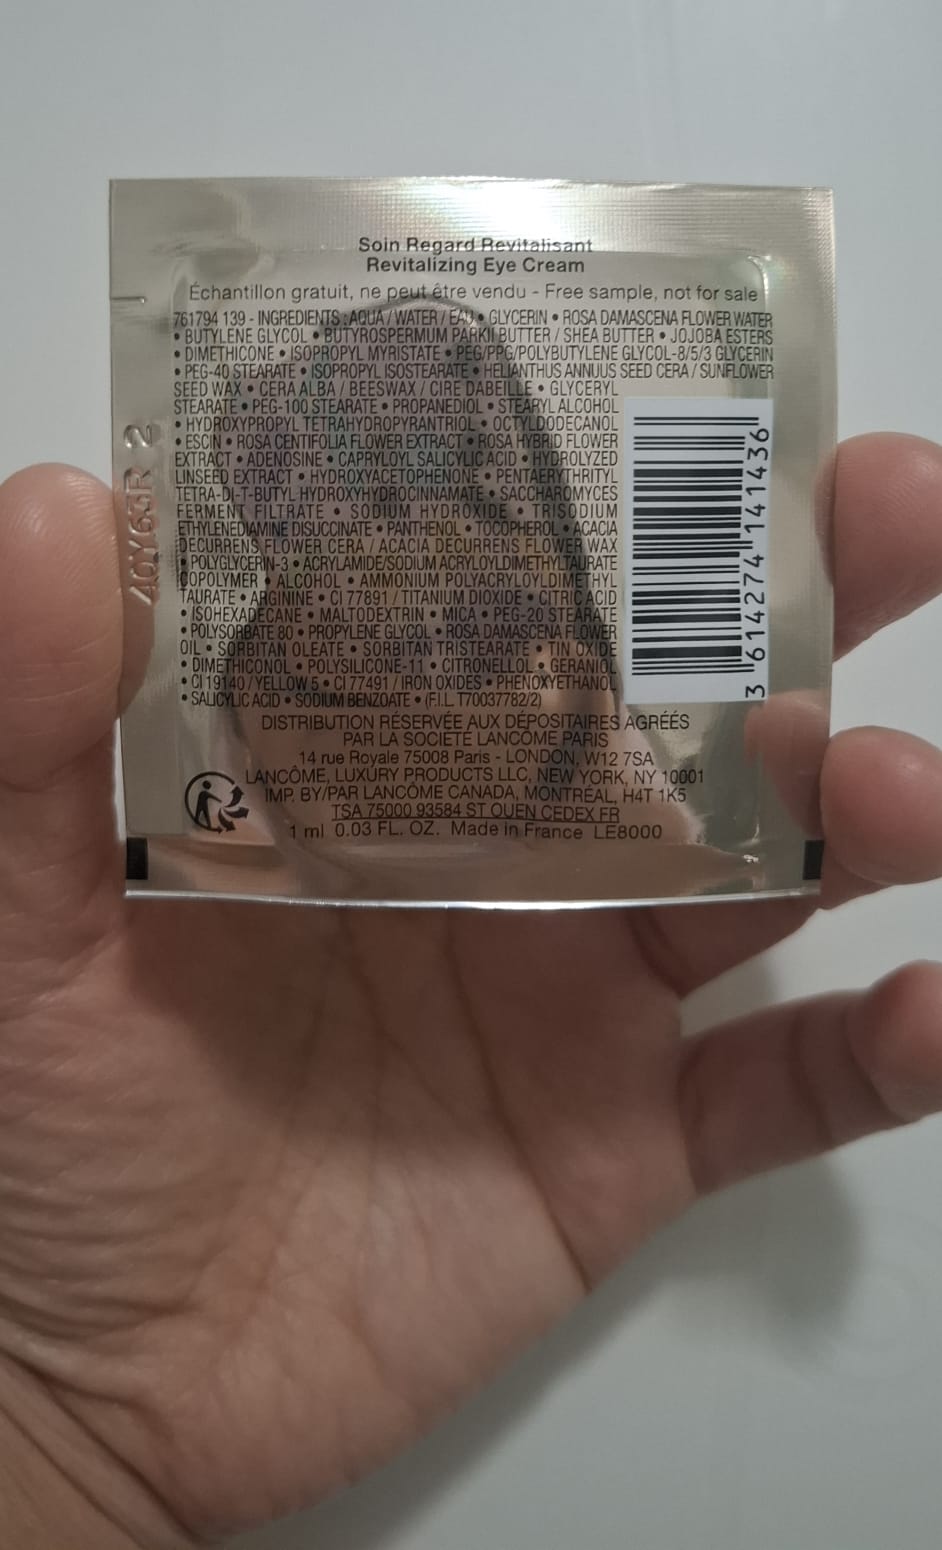 Soin Regard Revitalisant
Revitalizing Eye Cream
Échantillon gratuit, ne peut être vendu - Free sample, not for sale
761794 139 - INGREDIENTS : AQUA / WATER / EAU • GLYCERIN • ROSA DAMASCENA FLOWER WATER
• BUTYLENE GLYCOL • BUTYROSPERMUM PARKII BUTTER / SHEA BUTTER • JOJOBA ESTERS
• DIMETHICONE • ISOPROPYL MYRISTATE • PEG/PPG/POLYBUTYLENE GLYCOL-8/5/3 GLYCERIN
• PEG-40 STEARATE • ISOPROPYL ISOSTEARATE • HELIANTHUS ANNUUS SEED CERA / SUNFLOWER
SEED WAX • CERA ALBA / BEESWAX / CIRE DABEILLE • GLYCERYL
STEARATE • PEG-100 STEARATE • PROPANEDIOL • STEARYL ALCOHOL
• HYDROXYPROPYL TETRAHYDROPYRANTRIOL • OCTYLDODECANOL
• ESCIN • ROSA CENTIFOLIA FLOWER EXTRACT • ROSA HYBRID FLOWER
EXTRACT • ADENOSINE • CAPRYLOYL SALICYLIC ACID • HYDROLYZED
LINSEED EXTRACT • HYDROXYACETOPHENONE • PENTAERYTHRITYL
TETRA-DI-T-BUTYL HYDROXYHYDROCINNAMATE • SACCHAROMYCES
FERMENT FILTRATE • SODIUM HYDROXIDE • TRISODIUM
ETHYLENEDIAMINE DISUCCINATE • PANTHENOL • TOCOPHEROL • ACACIA
DECURRENS FLOWER CERA / ACACIA DECURRENS FLOWER WAX
• POLYGLYCERIN-3 • ACRYLAMIDE/SODIUM ACRYLOYLDIMETHYLTAURATE
COPOLYMER • ALCOHOL • AMMONIUM POLYACRYLOYLDIMETHYL
TAURATE • ARGININE • CI 77891 / TITANIUM DIOXIDE • CITRIC ACID
• ISOHEXADECANE • MALTODEXTRIN • MICA • PEG-20 STEARATE
• POLYSORBATE 80 • PROPYLENE GLYCOL • ROSA DAMASCENA FLOWER
OIL • SORBITAN OLEATE • SORBITAN TRISTEARATE • TIN OXIDE
• DIMETHICONOL • POLYSILICONE-11 • CITRONELLOL • GERANIOL
• CI 19140 / YELLOW 5 • CI 77491 / IRON OXIDES • PHENOXYETHANOL
• SALICYLIC ACID • SODIUM BENZOATE • (F.I.L. T70037782/2)
3 614274 141436
40Y63R 2
DISTRIBUTION RÉSERVÉE AUX DÉPOSITAIRES AGRÉÉS
PAR LA SOCIÉTÉ LANCÔME PARIS
14 rue Royale 75008 Paris - LONDON, W12 7SA
LANCÔME, LUXURY PRODUCTS LLC, NEW YORK, NY 10001
IMP. BY/PAR LANCÔME CANADA, MONTRÉAL, H4T 1K5
TSA 75000 93584 ST OUEN CEDEX FR
1 ml 0.03 FL. OZ. Made in France LE8000